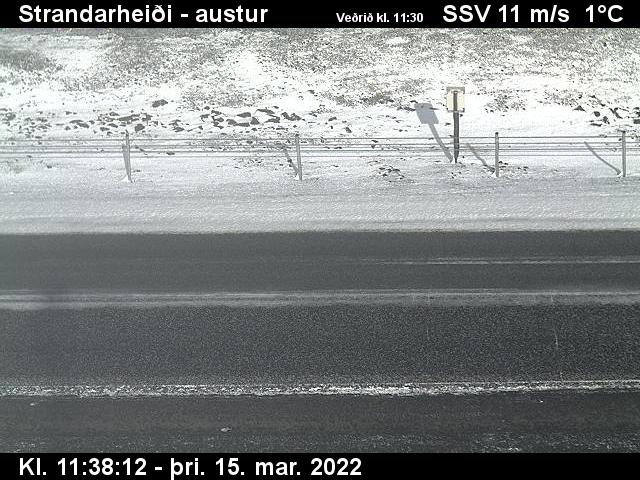 Strandarheiði - austur Veðrið kl. 11:30 SSV 11 m/s 1°C
Kl. 11:38:12 - þri. 15. mar. 2022